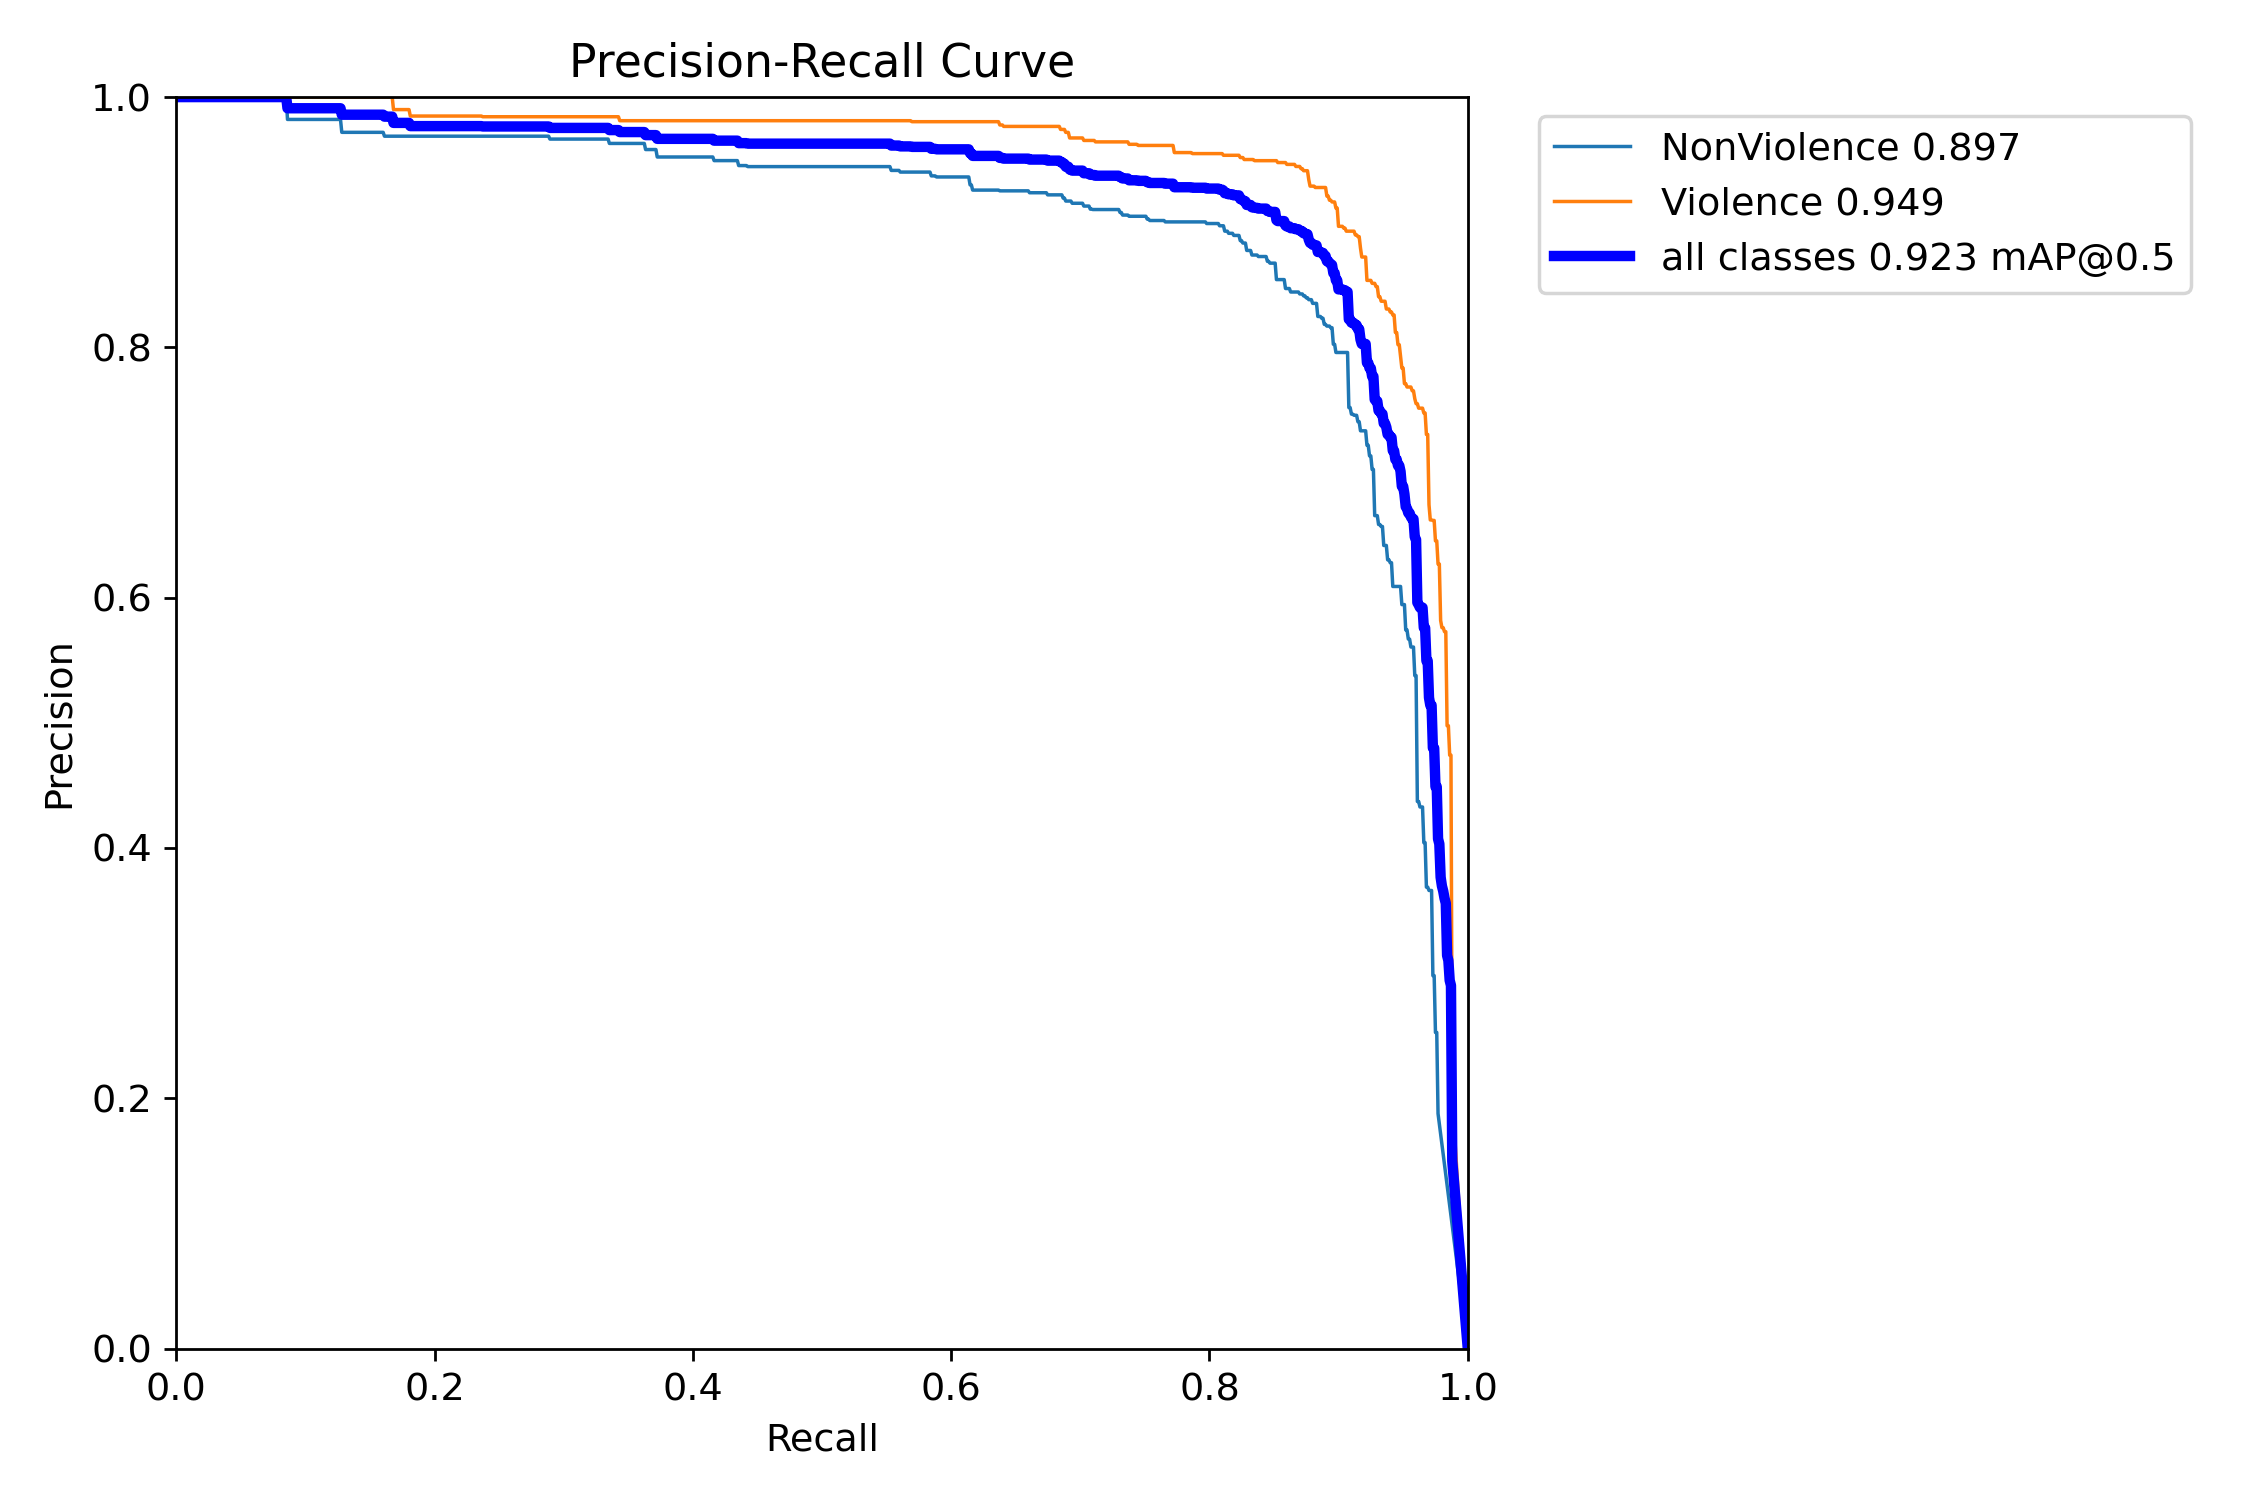 Precision-Recall Curve
NonViolence 0.897
Violence 0.949
all classes 0.923 mAP@0.5
1.0
0.8
0.6
0.4
0.2
0.0
Precision
0.0 0.2 0.4 0.6 0.8 1.0
Recall